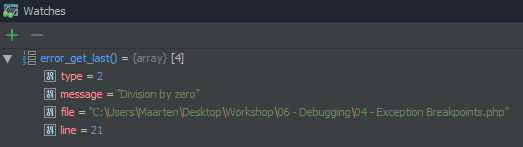 Watches
error_get_last() = {array} [4]
type = 2
message = "Division by zero"
file = "C:\Users\Maarten\Desktop\Workshop\06 - Debugging\04 - Exception Breakpoints.php"
line = 21